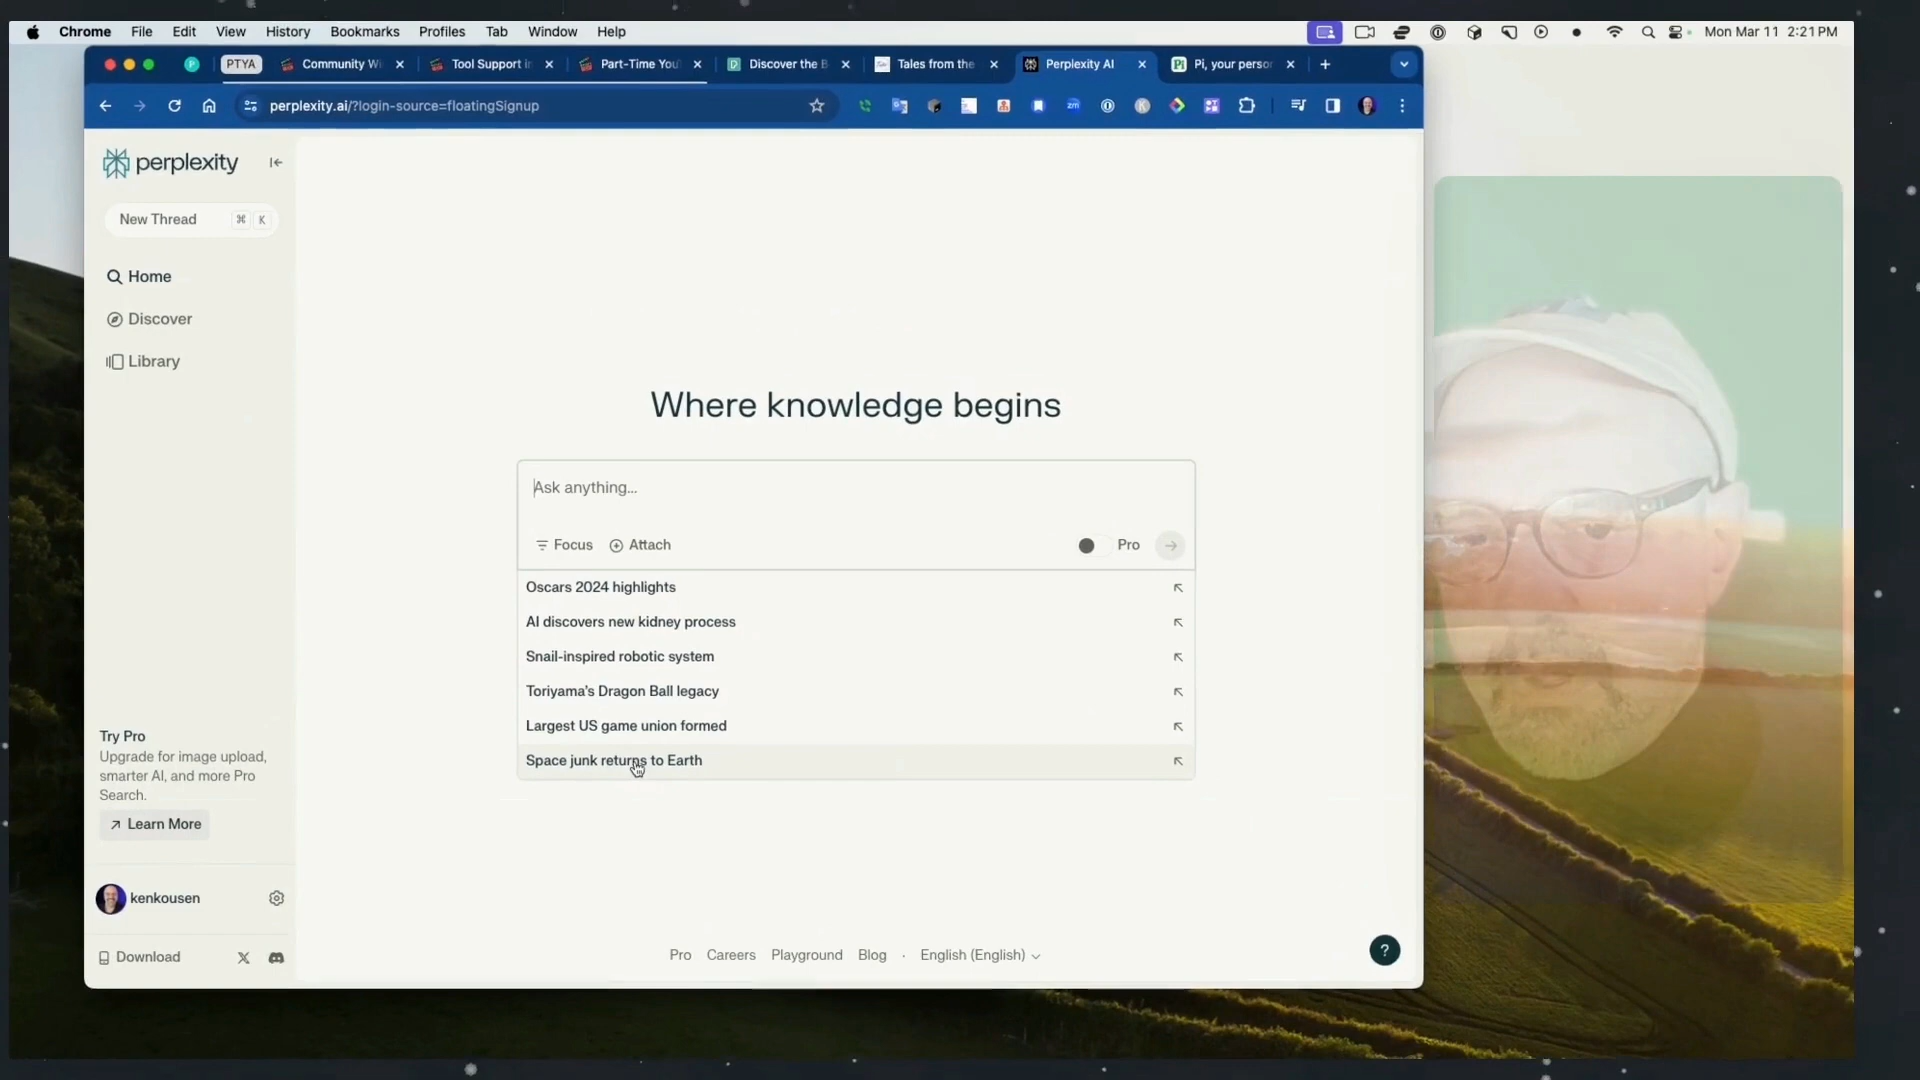 Chrome File Edit View History Bookmarks Profiles Tab Window Help Mon Mar 11 2:21 PM
PTYA Community Wi Tool Support in Part-Time You Discover the B Tales from the Perplexity AI Pi, your person
perplexity.ai/?login-source=floatingSignup
perplexity
New Thread ⌘ K
Home
Discover
Library
Where knowledge begins
Ask anything...
Focus Attach Pro
Oscars 2024 highlights
AI discovers new kidney process
Snail-inspired robotic system
Toriyama's Dragon Ball legacy
Largest US game union formed
Space junk returns to Earth
Try Pro
Upgrade for image upload,
smarter AI, and more Pro
Search.
Learn More
kenkousen
Download
Pro Careers Playground Blog · English (English)
?